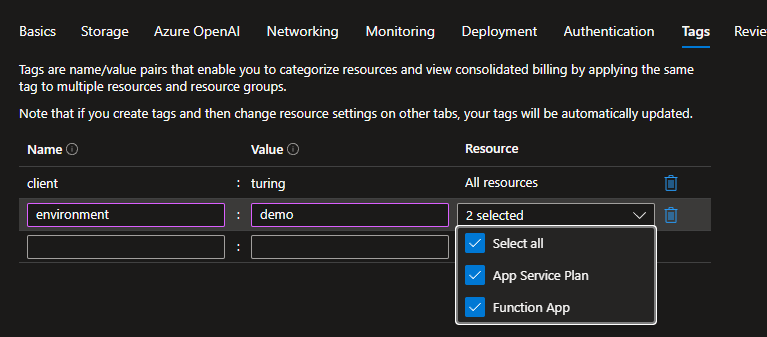 Basics Storage Azure OpenAI Networking Monitoring Deployment Authentication Tags Revie
Tags are name/value pairs that enable you to categorize resources and view consolidated billing by applying the same
tag to multiple resources and resource groups.
Note that if you create tags and then change resource settings on other tabs, your tags will be automatically updated.
Name Value Resource
client : turing All resources
environment : demo 2 selected
:
Select all
App Service Plan
Function App